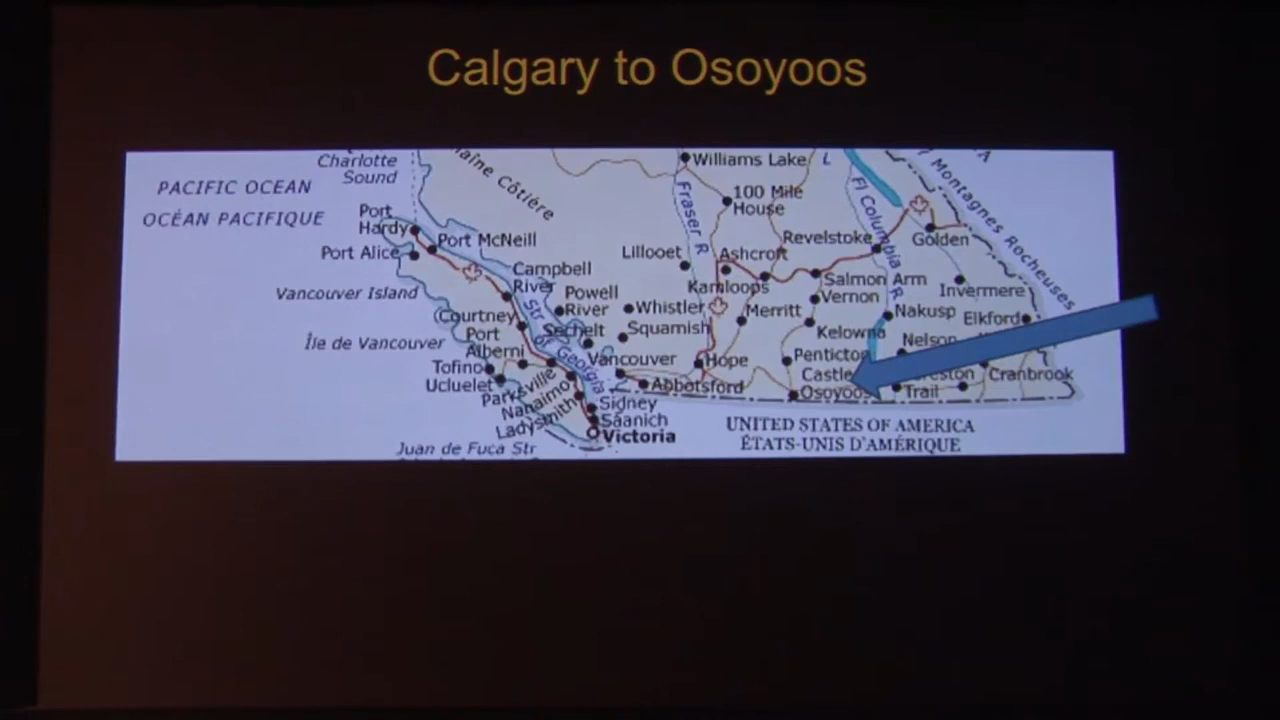 Calgary to Osoyoos
Charlotte
Sound
PACIFIC OCEAN
OCÉAN PACIFIQUE
Port
Hardy
Port McNeill
Port Alice
Vancouver Island
Île de Vancouver
Campbell
River
Powell
River
Courtney
Port
Alberni
Tofino
Ucluelet
Parksville
Nanaimo
Ladysmith
Str of Georgia
Sechelt
Vancouver
Sidney
Saanich
Victoria
Juan de Fuca Str
Côtière
Williams Lake
100 Mile
House
Fraser R
Lillooet
Ashcroft
Kamloops
Whistler
Squamish
Merritt
Hope
Abbotsford
Revelstoke
Salmon Arm
Vernon
Kelowna
Penticton
Castle
Osoyoos
L
Fl Columbia R
Golden
Invermere
Nakusp
Elkford
Nelson
Cranbrook
Trail
Montagnes Rocheuses
UNITED STATES OF AMERICA
ÉTATS-UNIS D'AMÉRIQUE